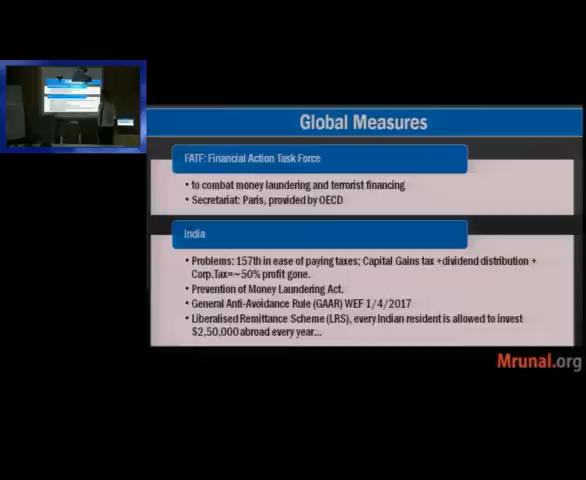 Global Measures
FATF: Financial Action Task Force
• to combat money laundering and terrorist financing
• Secretariat: Paris, provided by OECD
India
• Problems: 157th in ease of paying taxes; Capital Gains tax +dividend distribution +
Corp.Tax=~50% profit gone.
• Prevention of Money Laundering Act.
• General Anti-Avoidance Rule (GAAR) WEF 1/4/2017
• Liberalised Remittance Scheme (LRS), every Indian resident is allowed to invest
$2,50,000 abroad every year...
Mrunal.org